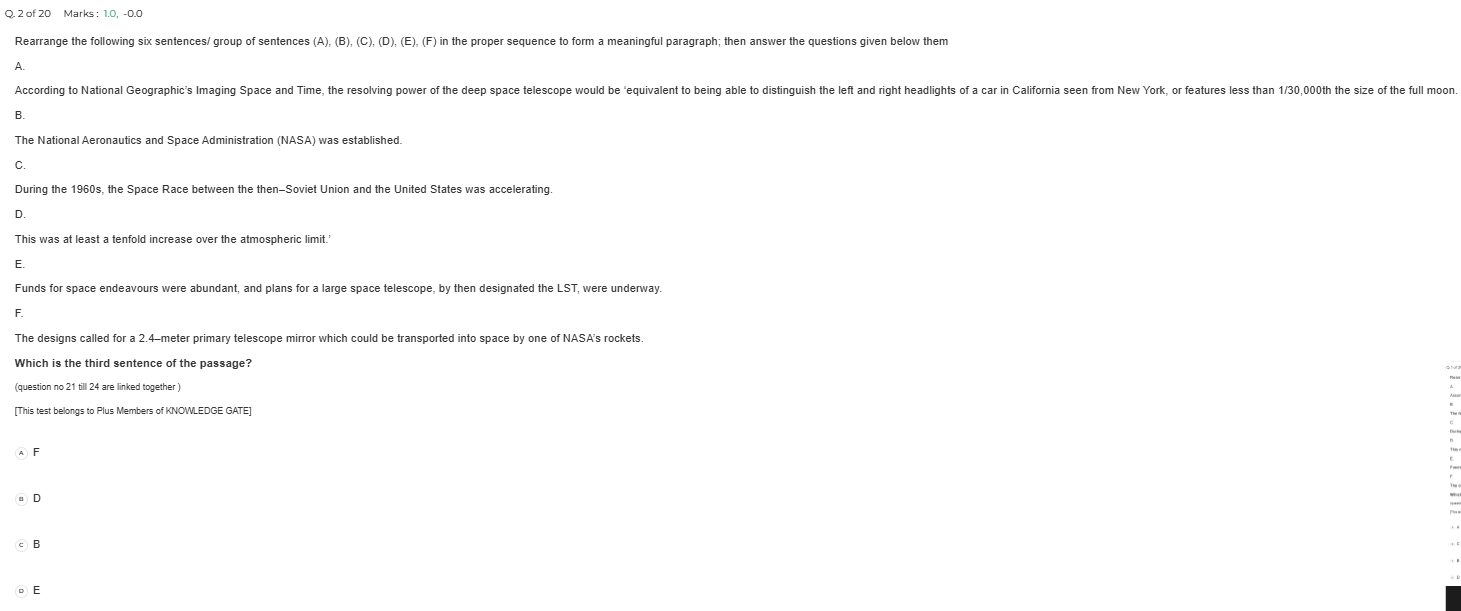 Q. 2 of 20 Marks : 1.0, -0.0
Rearrange the following six sentences/ group of sentences (A), (B), (C), (D), (E), (F) in the proper sequence to form a meaningful paragraph; then answer the questions given below them
A.
According to National Geographic's Imaging Space and Time, the resolving power of the deep space telescope would be 'equivalent to being able to distinguish the left and right headlights of a car in California seen from New York, or features less than 1/30,000th the size of the full moon.
B.
The National Aeronautics and Space Administration (NASA) was established.
C.
During the 1960s, the Space Race between the then–Soviet Union and the United States was accelerating.
D.
This was at least a tenfold increase over the atmospheric limit.'
E.
Funds for space endeavours were abundant, and plans for a large space telescope, by then designated the LST, were underway.
F.
The designs called for a 2.4–meter primary telescope mirror which could be transported into space by one of NASA's rockets.
Which is the third sentence of the passage?
(question no 21 till 24 are linked together )
[This test belongs to Plus Members of KNOWLEDGE GATE]
A F
B D
C B
D E